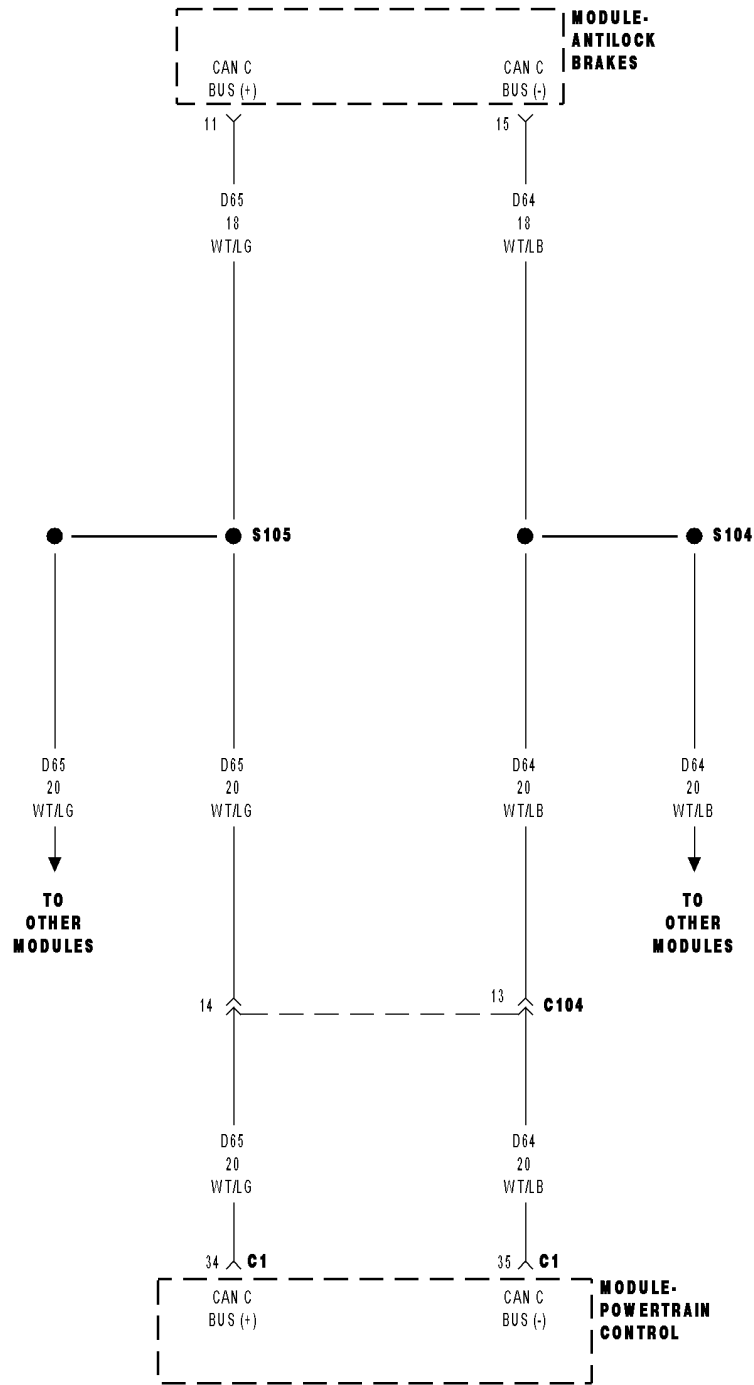 MODULE-
ANTILOCK
BRAKES
CAN C
BUS (+)
CAN C
BUS (-)
11
15
D65
18
WT/LG
D64
18
WT/LB
S105
S104
D65
20
WT/LG
D65
20
WT/LG
D64
20
WT/LB
D64
20
WT/LB
TO
OTHER
MODULES
TO
OTHER
MODULES
14
13
C104
D65
20
WT/LG
D64
20
WT/LB
34
C1
35
C1
CAN C
BUS (+)
CAN C
BUS (-)
MODULE-
POWERTRAIN
CONTROL